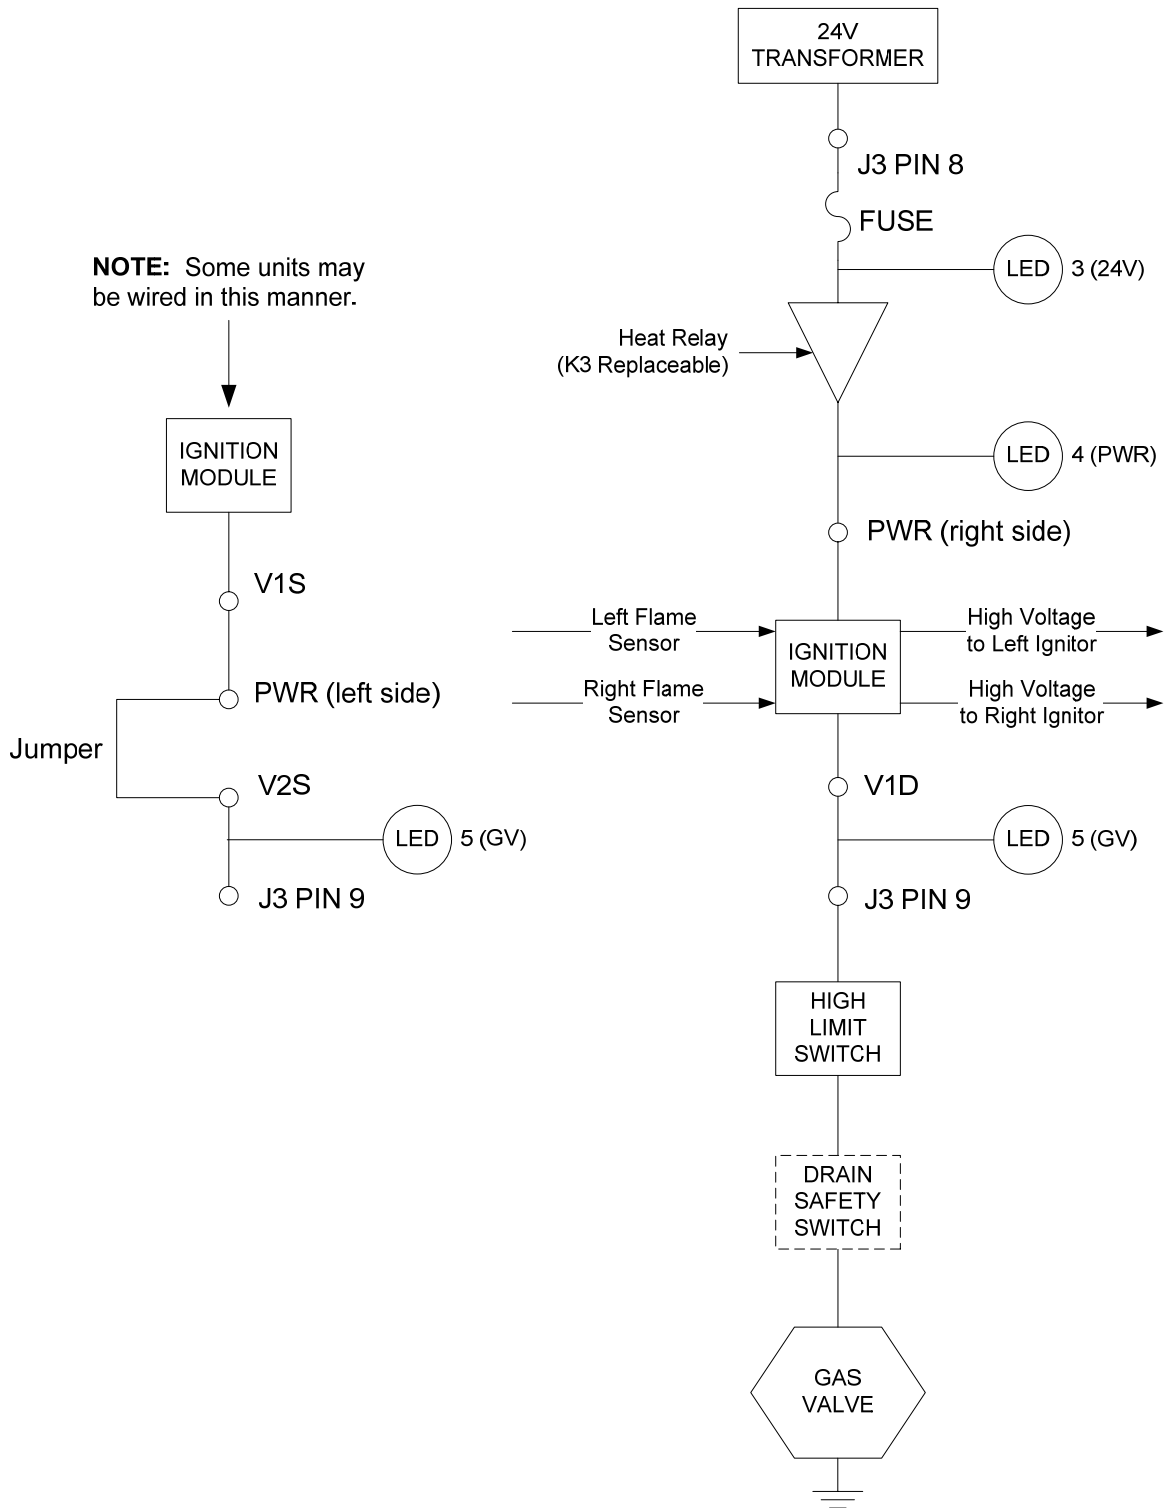 24V
TRANSFORMER
J3 PIN 8
FUSE
LED 3 (24V)
Heat Relay
(K3 Replaceable)
LED 4 (PWR)
PWR (right side)
Left Flame
Sensor
Right Flame
Sensor
IGNITION
MODULE
High Voltage
to Left Ignitor
High Voltage
to Right Ignitor
V1D
LED 5 (GV)
J3 PIN 9
HIGH
LIMIT
SWITCH
DRAIN
SAFETY
SWITCH
GAS
VALVE
NOTE: Some units may
be wired in this manner.
IGNITION
MODULE
V1S
PWR (left side)
Jumper
V2S
LED 5 (GV)
J3 PIN 9